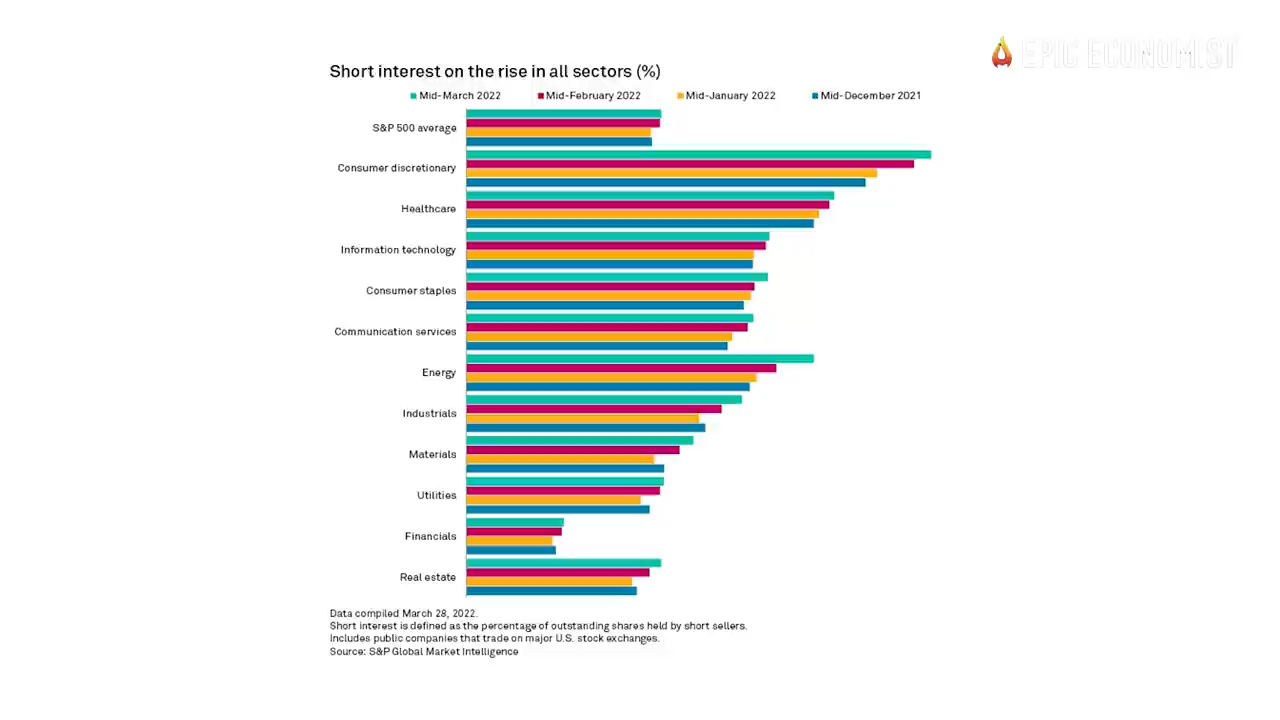 EPIC ECONOMIST
Short interest on the rise in all sectors (%)
Mid-March 2022 Mid-February 2022 Mid-January 2022 Mid-December 2021
S&P 500 average
Consumer discretionary
Healthcare
Information technology
Consumer staples
Communication services
Energy
Industrials
Materials
Utilities
Financials
Real estate
Data compiled March 28, 2022.
Short interest is defined as the percentage of outstanding shares held by short sellers.
Includes public companies that trade on major U.S. stock exchanges.
Source: S&P Global Market Intelligence